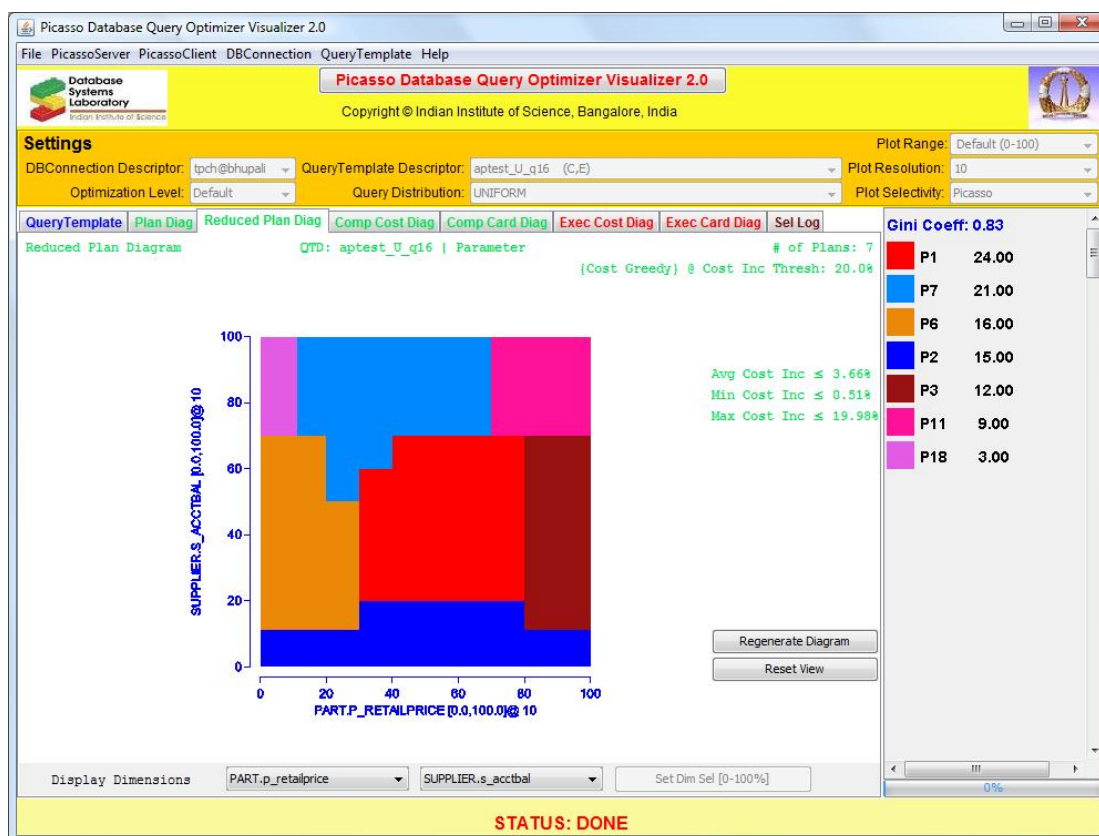 Picasso Database Query Optimizer Visualizer 2.0
File PicassoServer PicassoClient DBConnection QueryTemplate Help
Database
Systems
Laboratory
Indian Institute of Science
Picasso Database Query Optimizer Visualizer 2.0
Copyright © Indian Institute of Science, Bangalore, India
Settings
Plot Range: Default (0-100)
DBConnection Descriptor: tpch@bhupali QueryTemplate Descriptor: aptest_U_q16 (C,E) Plot Resolution: 10
Optimization Level: Default Query Distribution: UNIFORM Plot Selectivity: Picasso
QueryTemplate Plan Diag Reduced Plan Diag Comp Cost Diag Comp Card Diag Exec Cost Diag Exec Card Diag Sel Log
Reduced Plan Diagram QTD: aptest_U_q16 | Parameter # of Plans: 7
{Cost Greedy} @ Cost Inc Thresh: 20.0%
Gini Coeff: 0.83
P1 24.00
P7 21.00
P6 16.00
P2 15.00
P3 12.00
P11 9.00
P18 3.00
Avg Cost Inc ≤ 3.66%
Min Cost Inc ≤ 0.51%
Max Cost Inc ≤ 19.98%
100
80
60
40
20
0
SUPPLIER.S_ACCTBAL [0.0,100.0]@ 10
0 20 40 60 80 100
PART.P_RETAILPRICE [0.0,100.0]@ 10
Regenerate Diagram
Reset View
Display Dimensions PART.p_retailprice SUPPLIER.s_acctbal Set Dim Sel [0-100%]
0%
STATUS: DONE